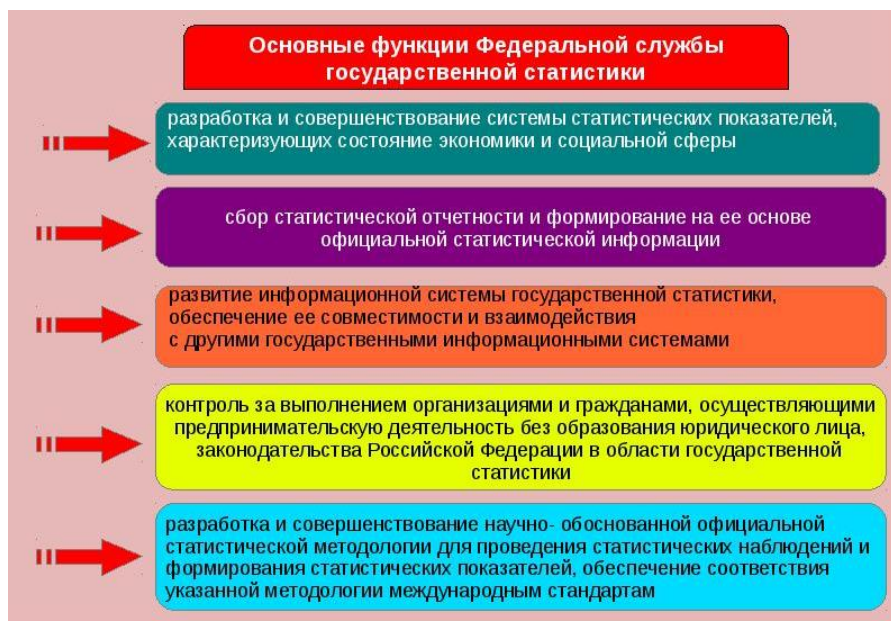 Основные функции Федеральной службы
государственной статистики
разработка и совершенствование системы статистических показателей,
характеризующих состояние экономики и социальной сферы
сбор статистической отчетности и формирование на ее основе
официальной статистической информации
развитие информационной системы государственной статистики,
обеспечение ее совместимости и взаимодействия
с другими государственными информационными системами
контроль за выполнением организациями и гражданами, осуществляющими
предпринимательскую деятельность без образования юридического лица,
законодательства Российской Федерации в области государственной
статистики
разработка и совершенствование научно- обоснованной официальной
статистической методологии для проведения статистических наблюдений и
формирования статистических показателей, обеспечение соответствия
указанной методологии международным стандартам